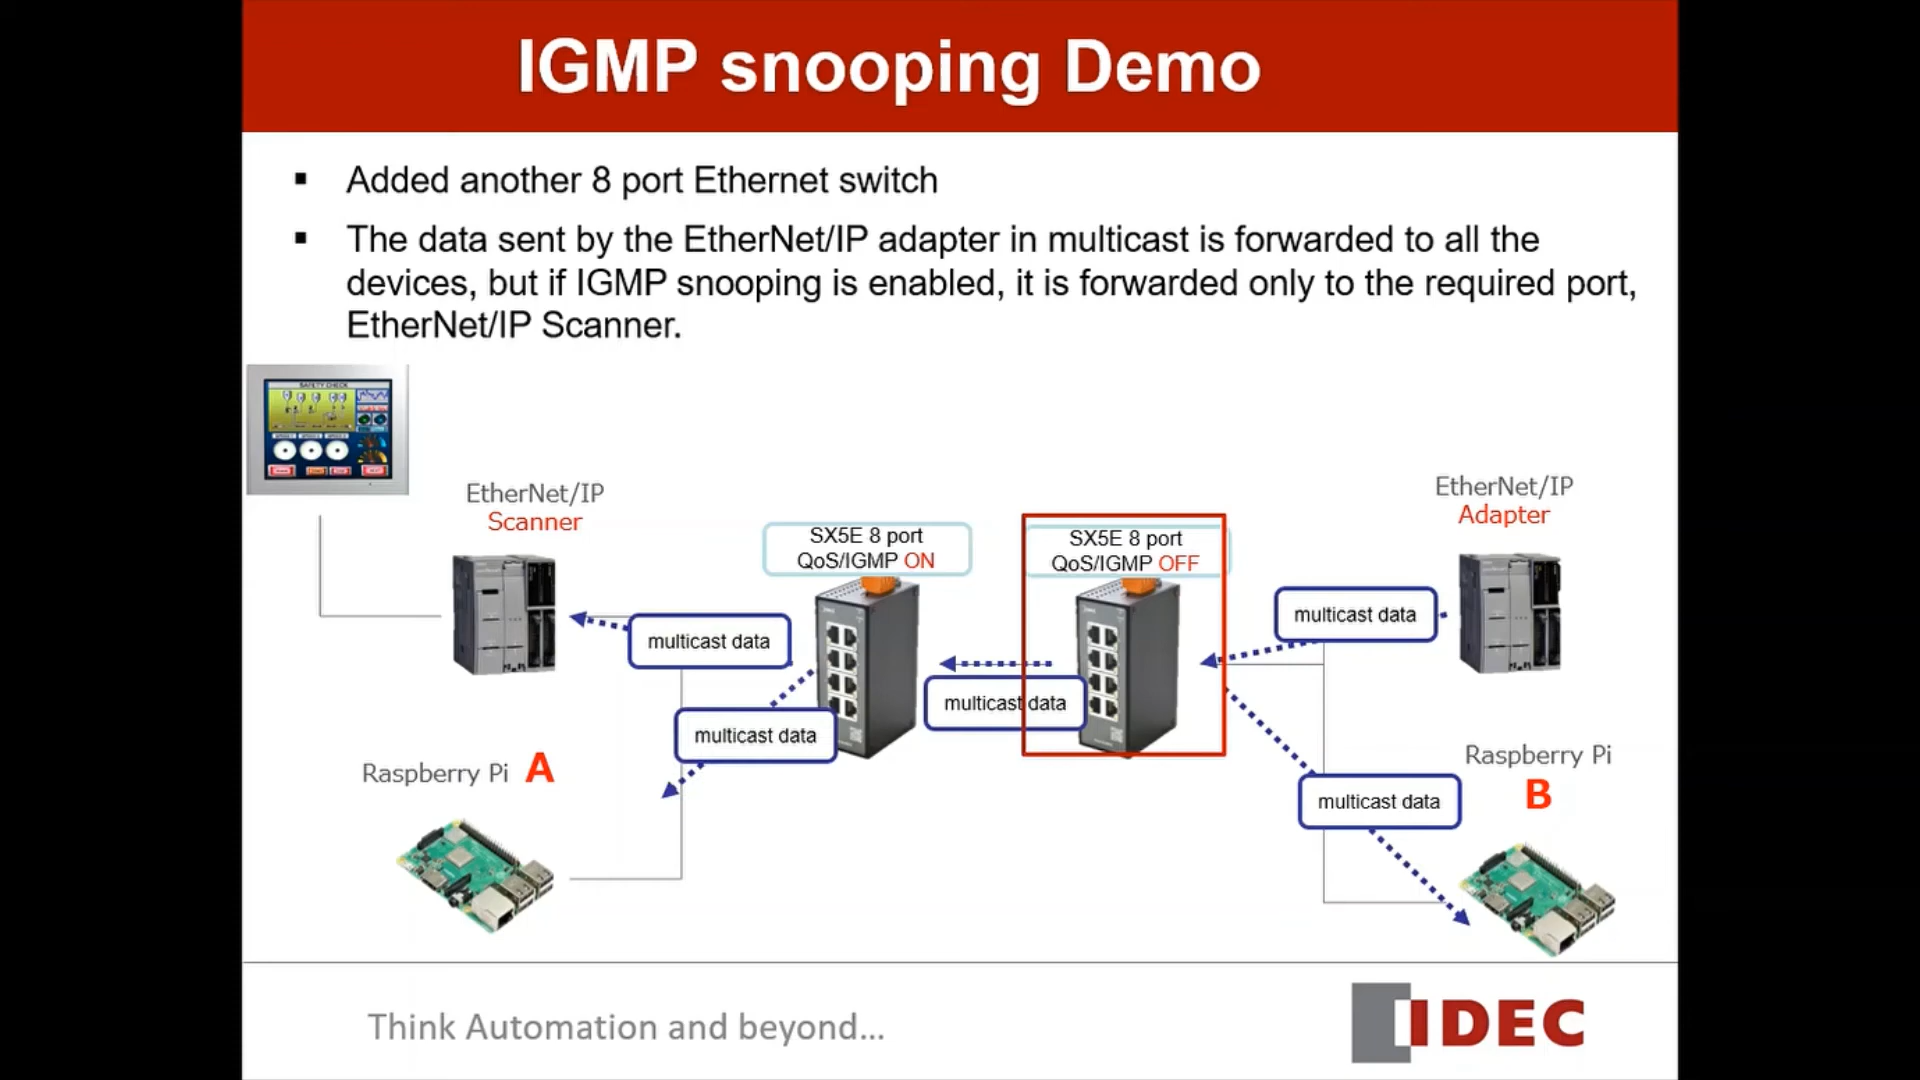 IGMP snooping Demo
Added another 8 port Ethernet switch
The data sent by the EtherNet/IP adapter in multicast is forwarded to all the
devices, but if IGMP snooping is enabled, it is forwarded only to the required port,
EtherNet/IP Scanner.
SAFETY CHECK
EtherNet/IP
Scanner
SX5E 8 port
QoS/IGMP ON
SX5E 8 port
QoS/IGMP OFF
EtherNet/IP
Adapter
multicast data
multicast data
multicast data
multicast data
multicast data
Raspberry Pi A
Raspberry Pi
B
Think Automation and beyond...
IDEC